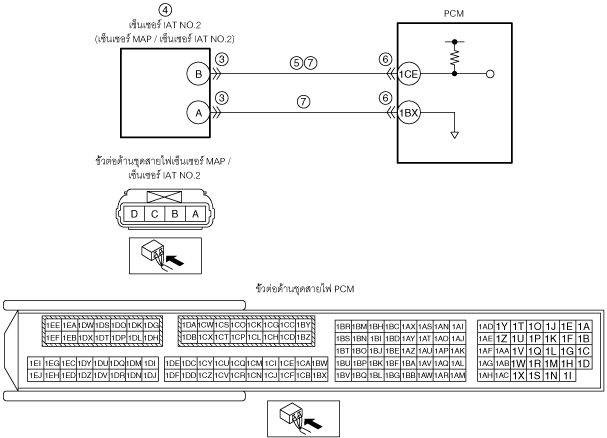 ④
เซ็นเซอร์ IAT NO.2
(เซ็นเซอร์ MAP / เซ็นเซอร์ IAT NO.2)
PCM
B ③ ⑤⑦ ⑥ 1CE
A ③ ⑦ ⑥ 1BX
ขั้วต่อด้านชุดสายไฟเซ็นเซอร์ MAP /
เซ็นเซอร์ IAT NO.2
D C B A
ขั้วต่อด้านชุดสายไฟ PCM
1EE 1EA 1DW 1DS 1DO 1DK 1DG 1DA 1CW 1CS 1CO 1CK 1CG 1CC 1BY 1BR 1BM 1BH 1BC 1AX 1AS 1AN 1AI 1AD 1Y 1T 1O 1J 1E 1A
1EF 1EB 1DX 1DT 1DP 1DL 1DH 1DB 1CX 1CT 1CP 1CL 1CH 1CD 1BZ 1BS 1BN 1BI 1BD 1AY 1AT 1AO 1AJ 1AE 1Z 1U 1P 1K 1F 1B
1BT 1BO 1BJ 1BE 1AZ 1AU 1AP 1AK 1AF 1AA 1V 1Q 1L 1G 1C
1EI 1EG 1EC 1DY 1DU 1DQ 1DM 1DI 1DE 1DC 1CY 1CU 1CQ 1CM 1CI 1CE 1CA 1BW 1BU 1BP 1BK 1BF 1BA 1AV 1AQ 1AL 1AG 1AB 1W 1R 1M 1H 1D
1EJ 1EH 1ED 1DZ 1DV 1DR 1DN 1DJ 1DF 1DD 1CZ 1CV 1CR 1CN 1CJ 1CF 1CB 1BX 1BV 1BQ 1BL 1BG 1BB 1AW 1AR 1AM 1AH 1AC 1X 1S 1N 1I